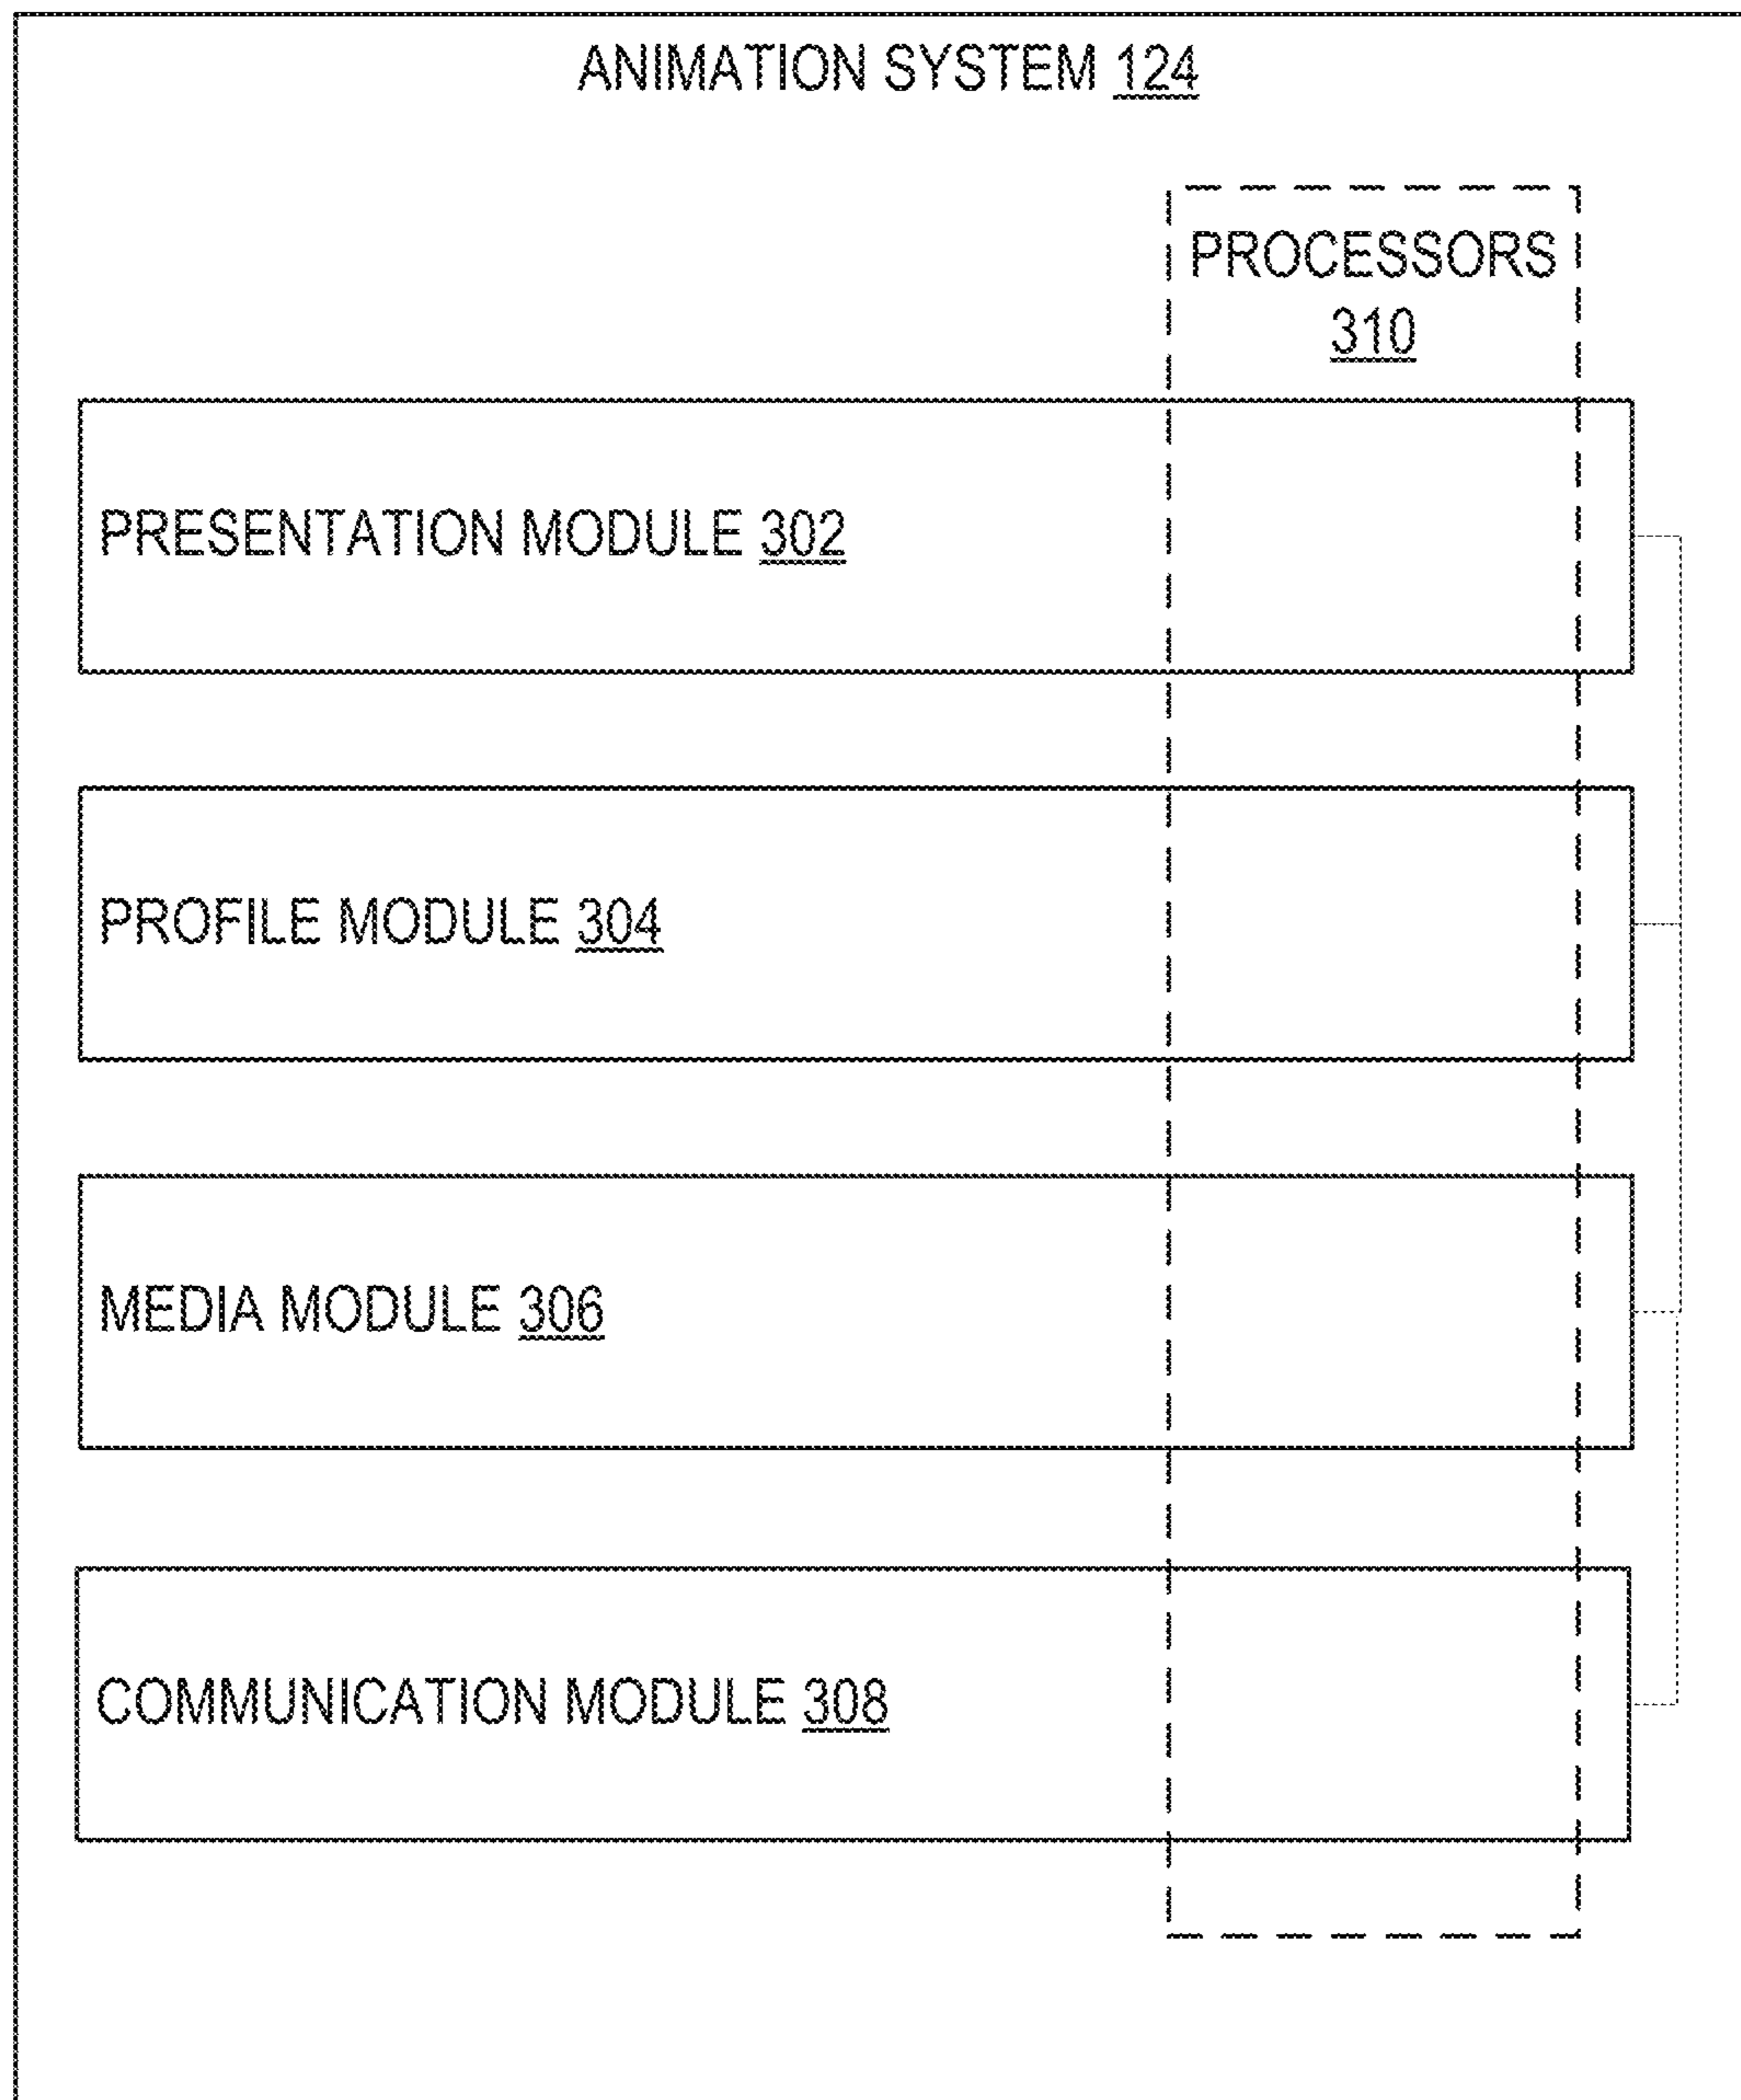 ANIMATION SYSTEM 124
PROCESSORS
310
PRESENTATION MODULE 302
PROFILE MODULE 304
MEDIA MODULE 306
COMMUNICATION MODULE 308